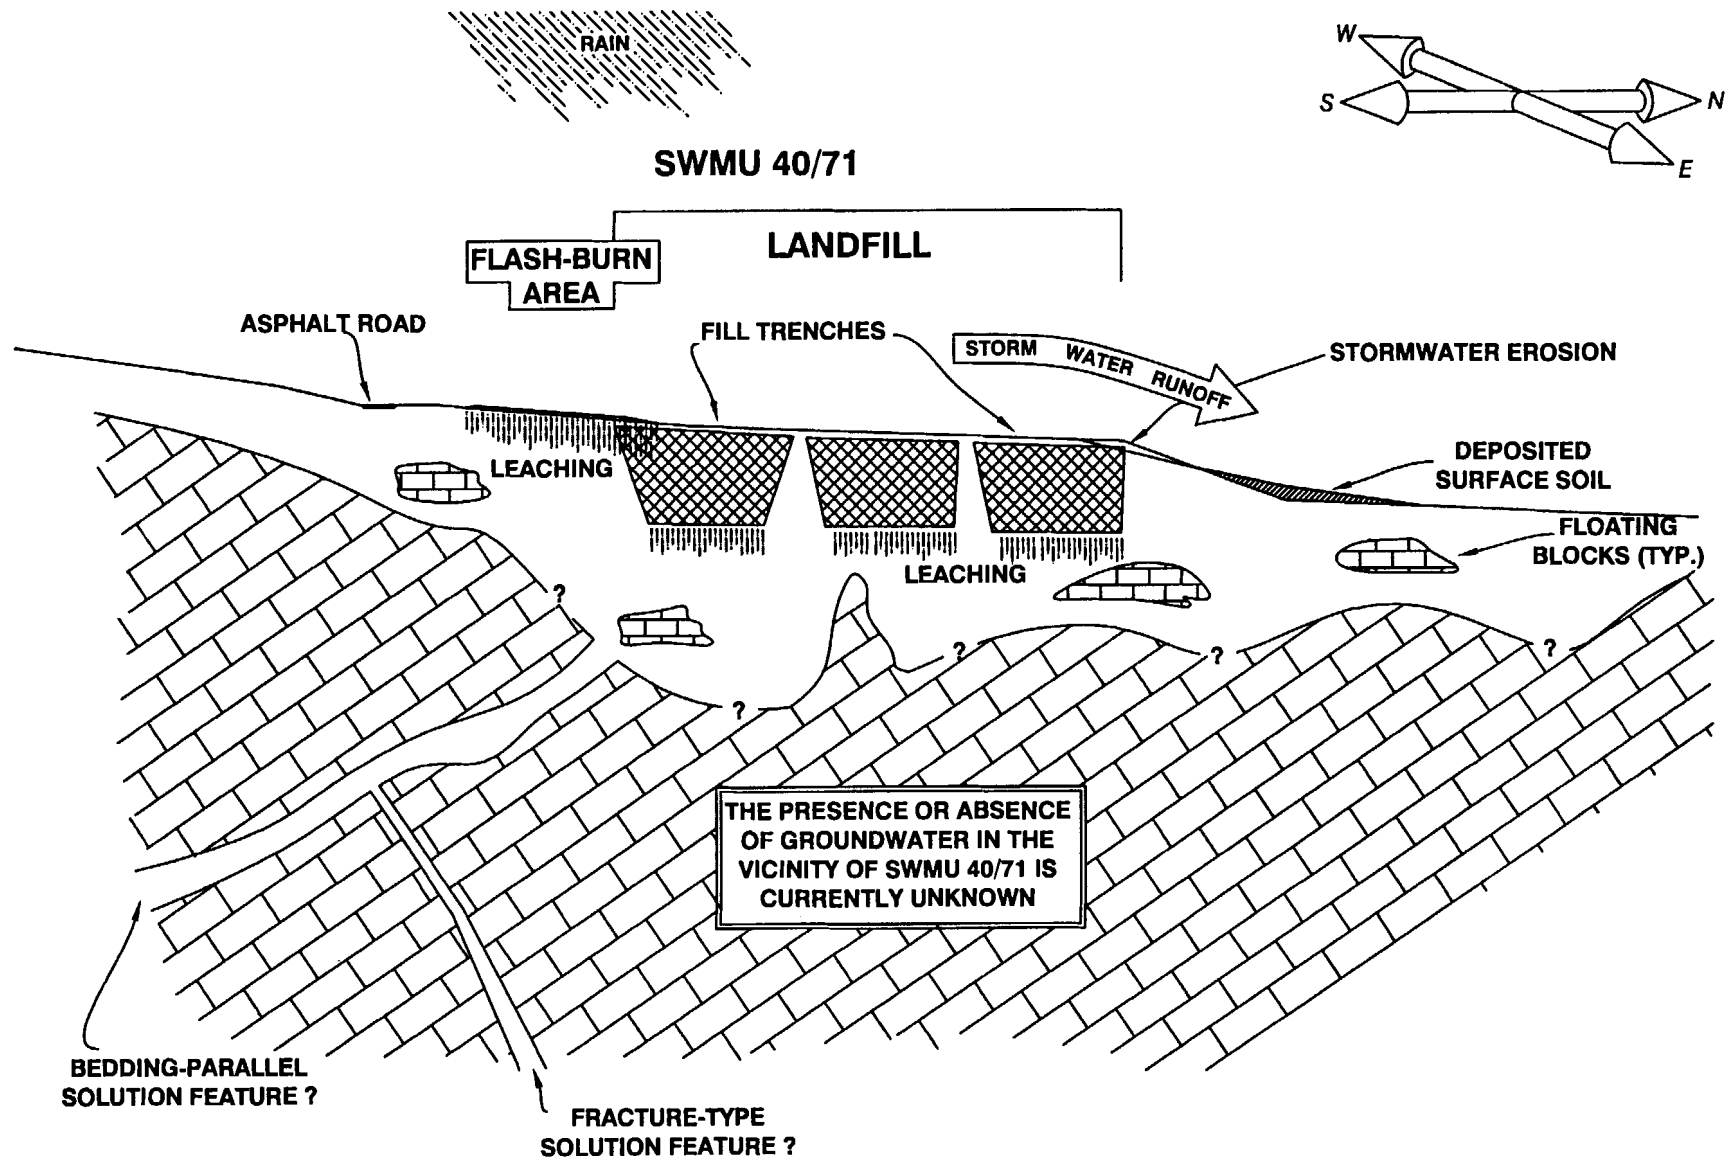 RAIN
W
S
N
E
SWMU 40/71
LANDFILL
FLASH-BURN
AREA
ASPHALT ROAD
FILL TRENCHES
STORM WATER RUNOFF
STORMWATER EROSION
LEACHING
DEPOSITED
SURFACE SOIL
FLOATING
BLOCKS (TYP.)
LEACHING
?
?
?
?
?
THE PRESENCE OR ABSENCE
OF GROUNDWATER IN THE
VICINITY OF SWMU 40/71 IS
CURRENTLY UNKNOWN
BEDDING-PARALLEL
SOLUTION FEATURE ?
FRACTURE-TYPE
SOLUTION FEATURE ?